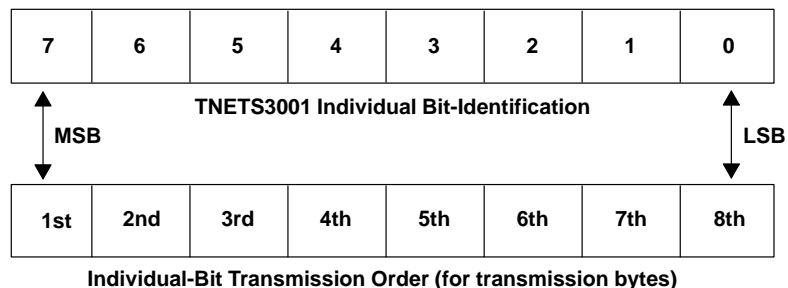 7 6 5 4 3 2 1 0
TNETS3001 Individual Bit-Identification
MSB LSB
1st 2nd 3rd 4th 5th 6th 7th 8th
Individual-Bit Transmission Order (for transmission bytes)